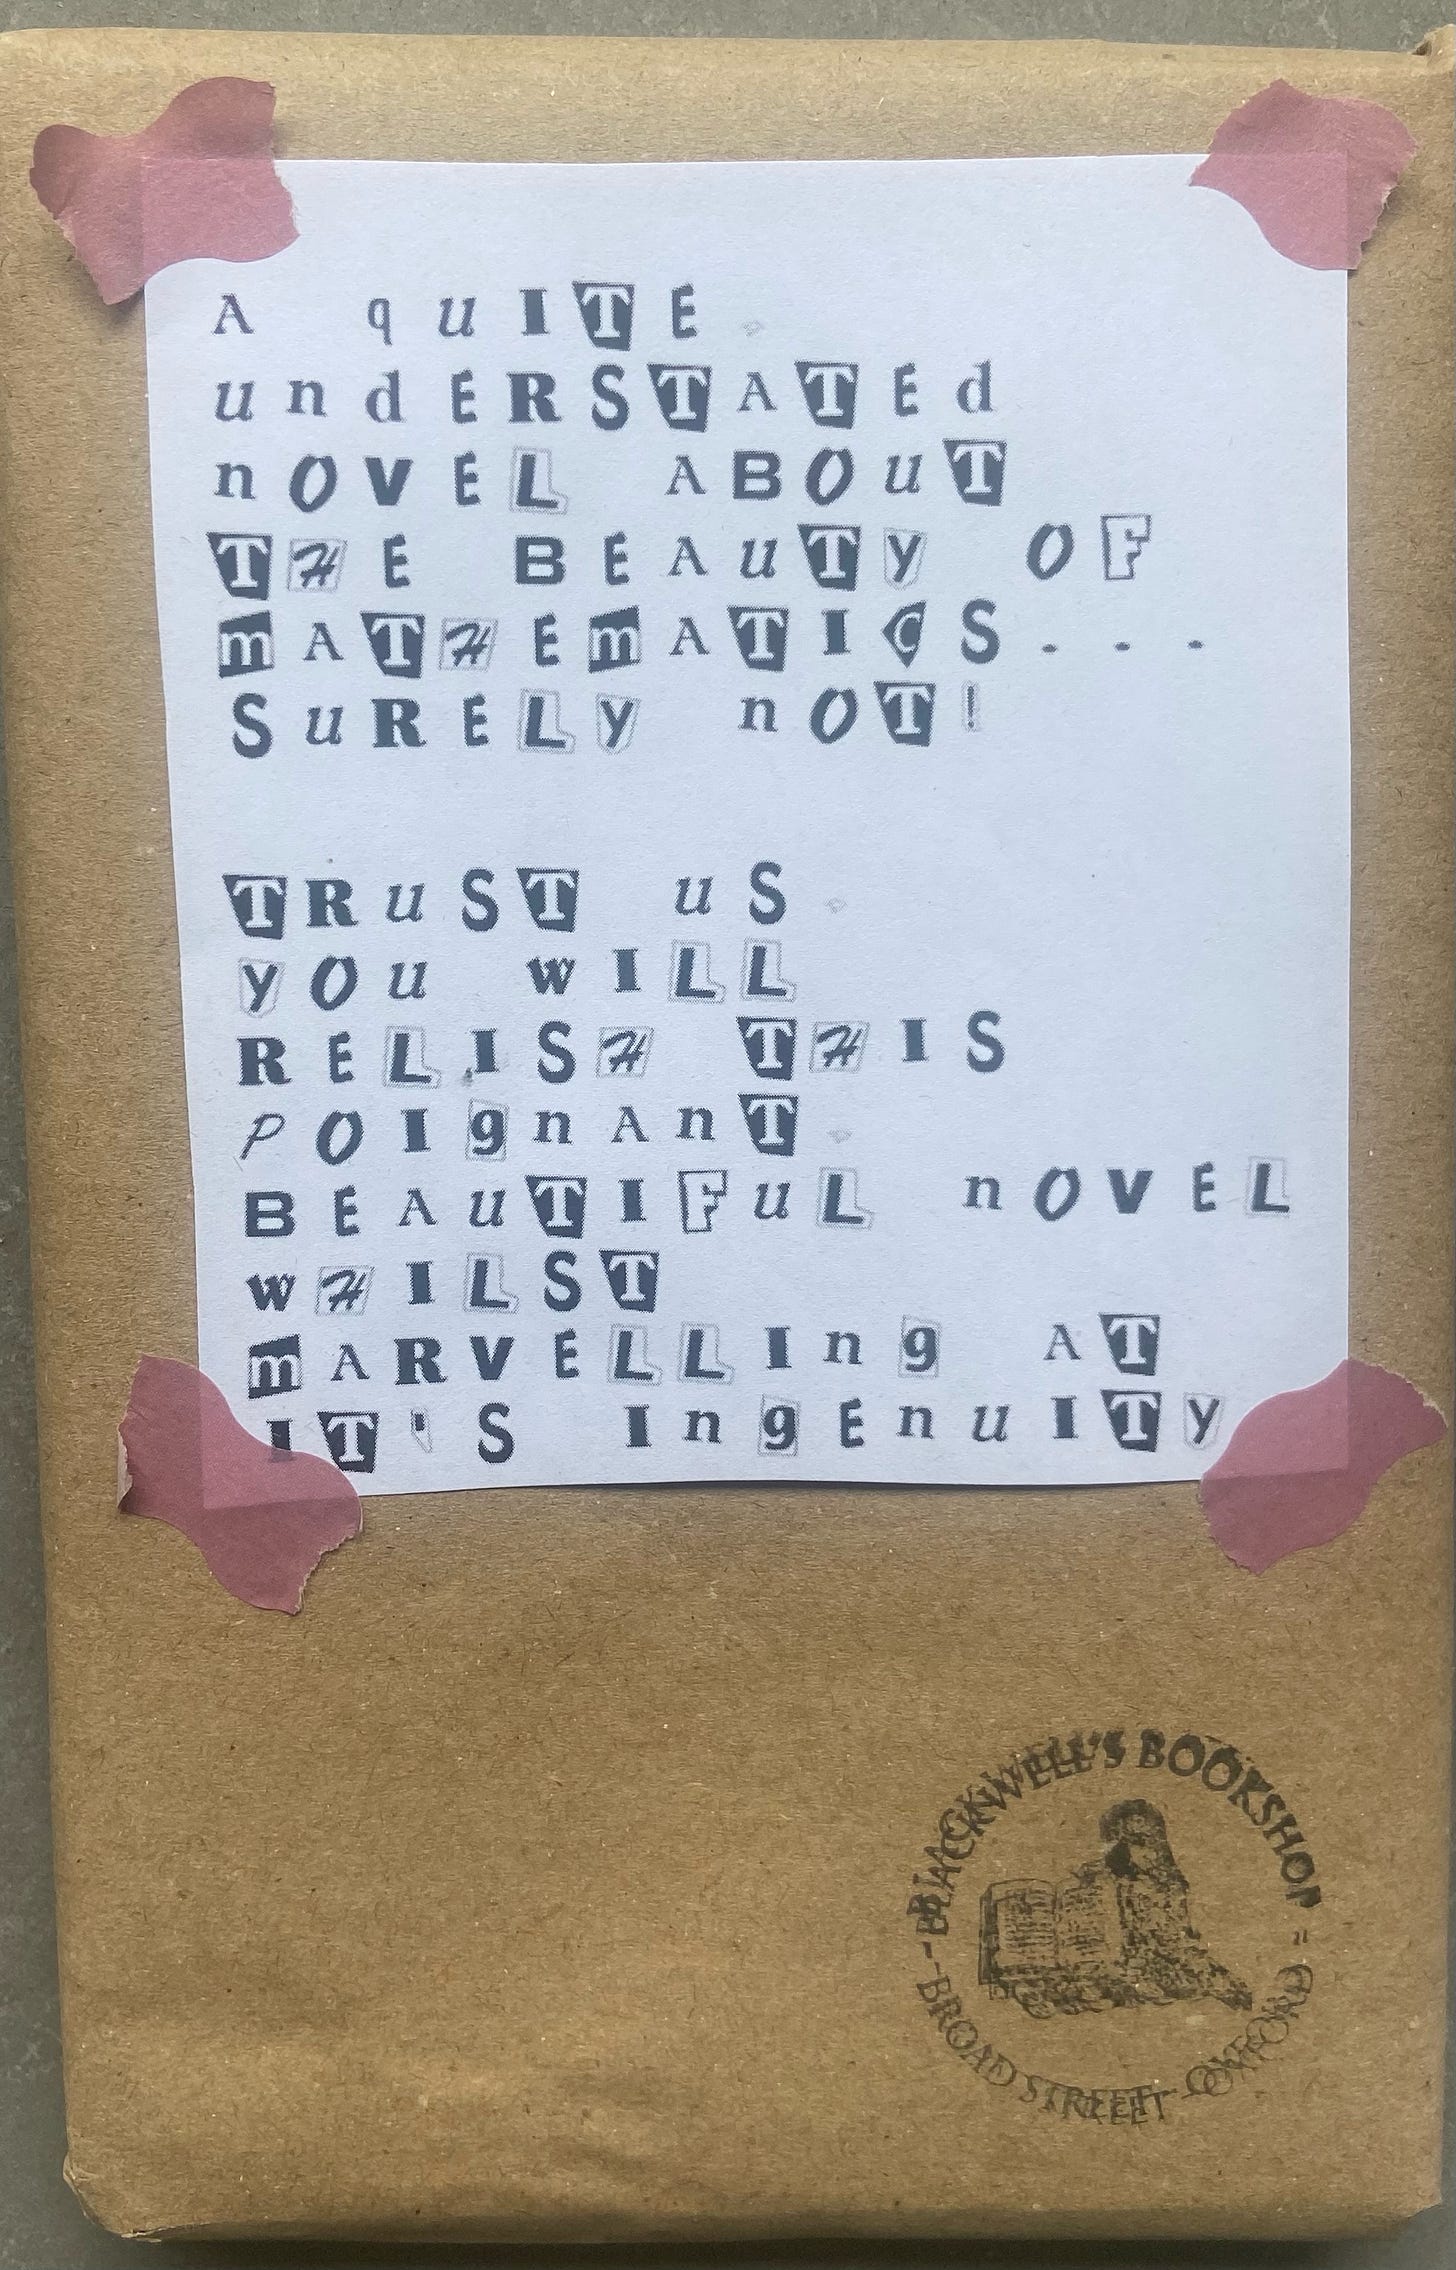 A quITE.
undERSTATEd
nOVEL ABOuT
THE BEAuTy OF
mATHEmATICS...
SuRELy nOT!
TRuST uS.
yOu wILL
RELISH THIS
POIgnAnT.
BEAuTIFuL nOVEL
wHILST
mARVELLIng AT
IT'S IngEnuITy
BLACKWELL'S BOOKSHOP
BROAD STREET OXFORD